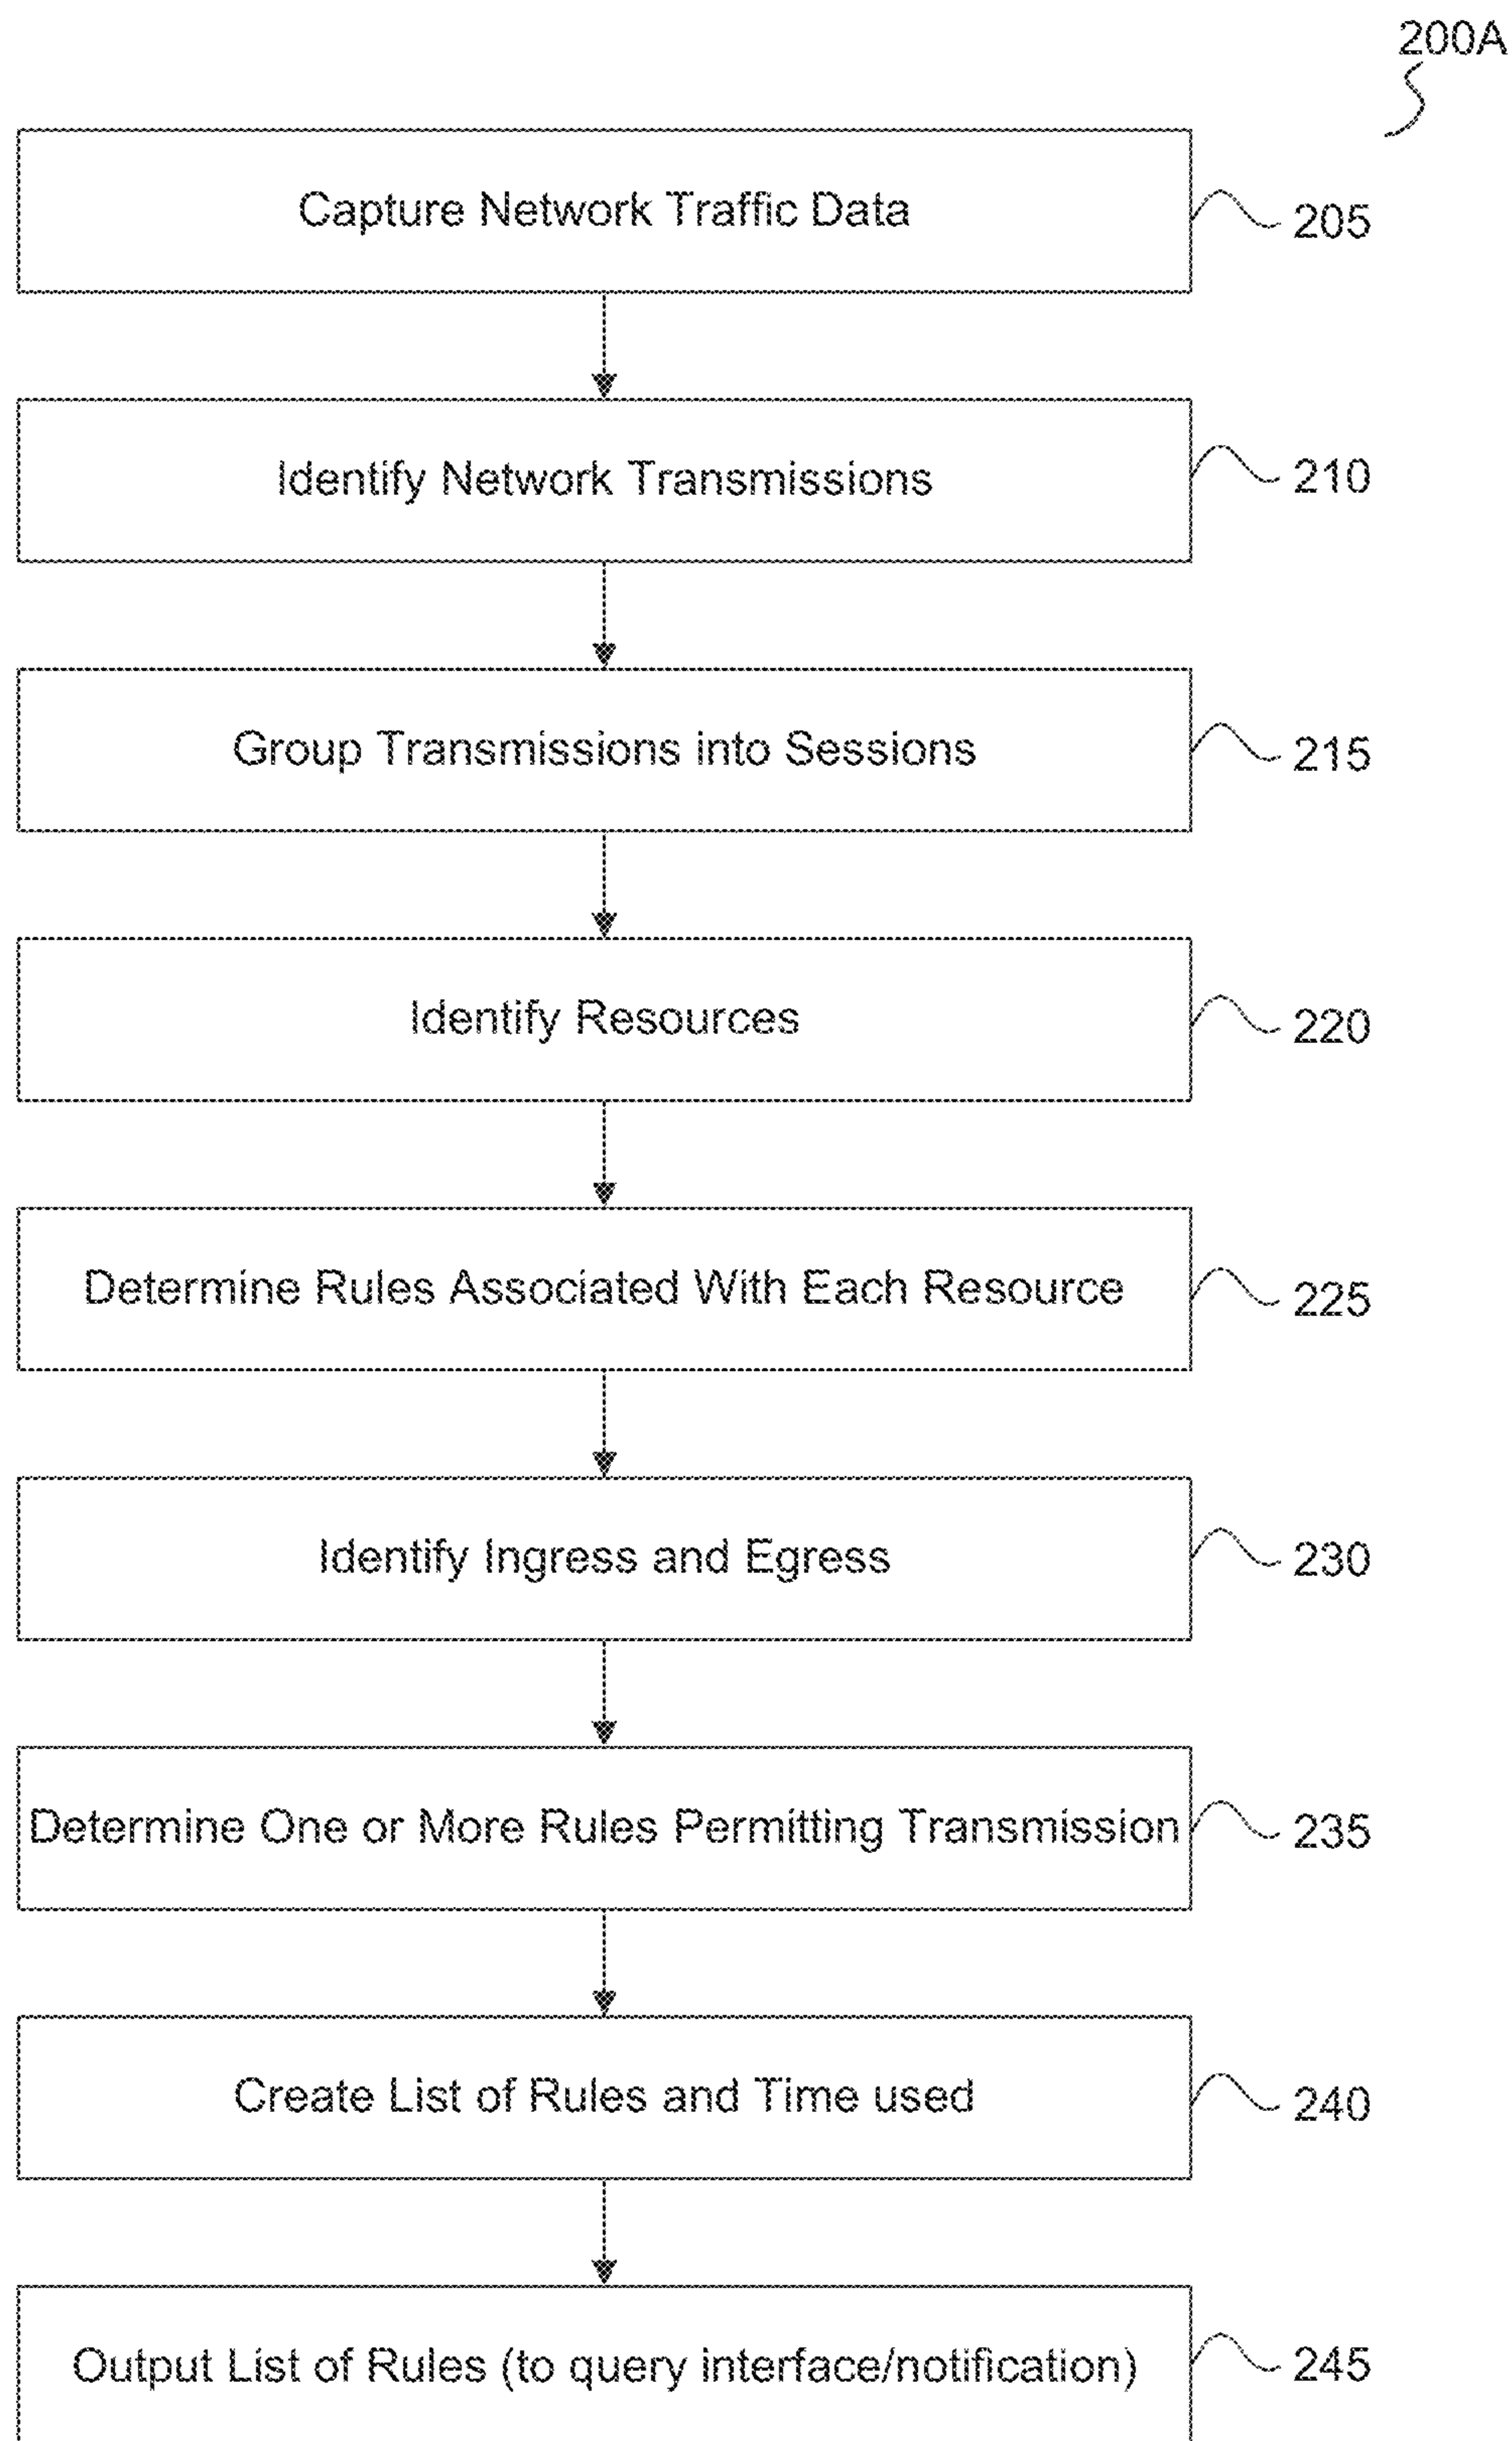 200A
Capture Network Traffic Data
205
Identify Network Transmissions
210
Group Transmissions into Sessions
215
Identify Resources
220
Determine Rules Associated With Each Resource
225
Identify Ingress and Egress
230
Determine One or More Rules Permitting Transmission
235
Create List of Rules and Time used
240
Output List of Rules (to query interface/notification)
245